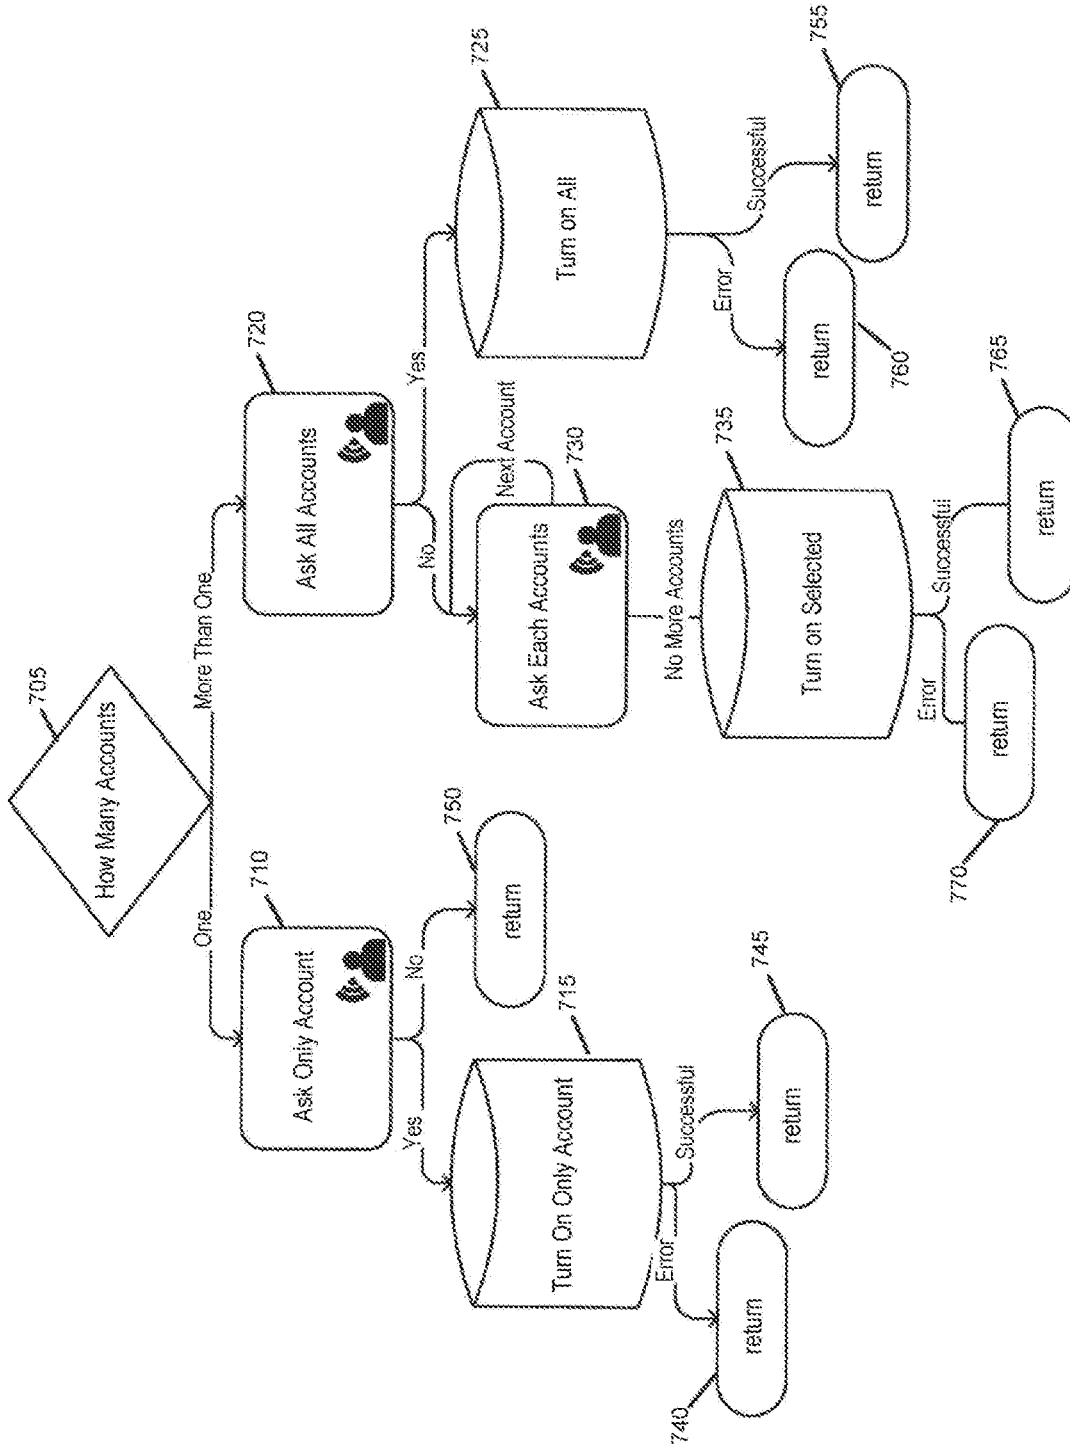 705
How Many Accounts
One
More Than One
710
Ask Only Account
720
Ask All Accounts
Yes
No
No
Yes
750
return
715
Turn On Only Account
Next Account
730
Ask Each Accounts
725
Turn on All
No More Accounts
Error
Successful
740
return
745
return
735
Turn on Selected
Error
Successful
760
return
755
return
Error
Successful
770
return
765
return